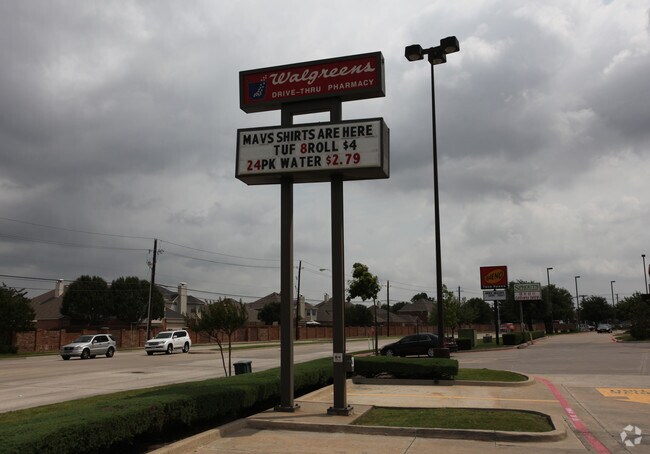 Walgreens
DRIVE-THRU PHARMACY
MAVS SHIRTS ARE HERE
TUF 8ROLL $4
24PK WATER $2.79